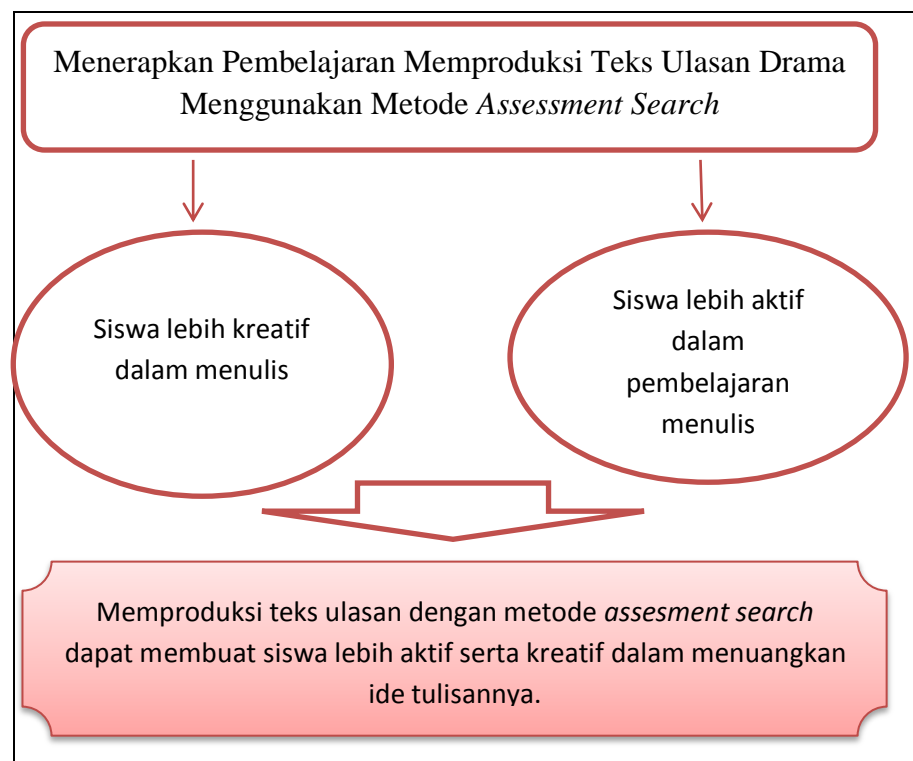 Menerapkan Pembelajaran Memproduksi Teks Ulasan Drama
Menggunakan Metode Assessment Search
Siswa lebih kreatif
dalam menulis
Siswa lebih aktif
dalam
pembelajaran
menulis
Memproduksi teks ulasan dengan metode assesment search
dapat membuat siswa lebih aktif serta kreatif dalam menuangkan
ide tulisannya.